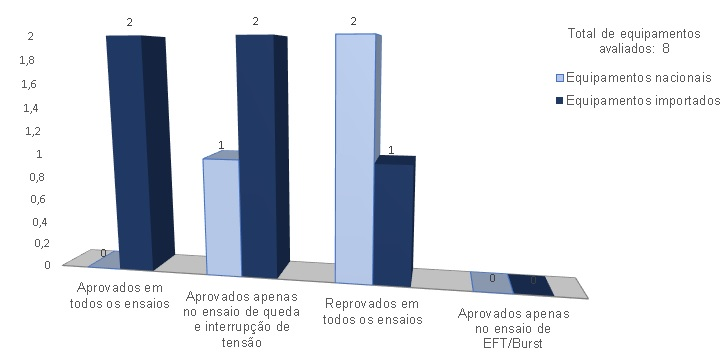 2
2
2
Total de equipamentos
avaliados: 8
Equipamentos nacionais
Equipamentos importados
2
1,8
1,6
1,4
1,2
1
0,8
0,6
0,4
0,2
0
1
1
0
0
0
Aprovados em
todos os ensaios
Aprovados apenas
no ensaio de queda
e interrupção de
tensão
Reprovados em
todos os ensaios
Aprovados apenas
no ensaio de
EFT/Burst